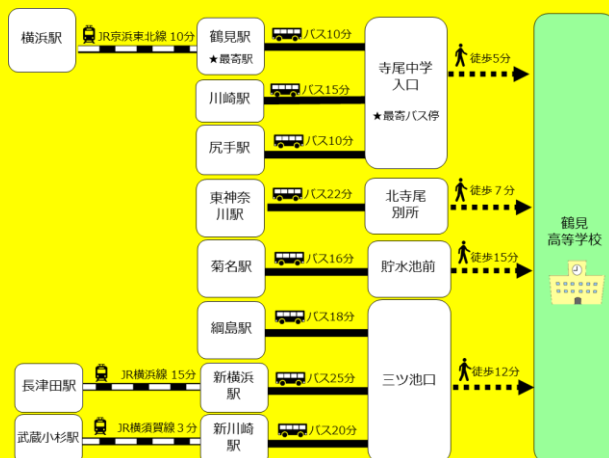 横浜駅
JR京浜東北線 10分
鶴見駅
★最寄駅
バス10分
寺尾中学
入口
★最寄バス停
徒歩5分
川崎駅
バス15分
尻手駅
バス10分
東神奈
川駅
バス22分
北寺尾
別所
徒歩７分
鶴見
高等学校
菊名駅
バス16分
貯水池前
徒歩15分
綱島駅
バス18分
三ツ池口
徒歩12分
長津田駅
JR横浜線 15分
新横浜
駅
バス25分
武蔵小杉駅
JR横須賀線３分
新川崎
駅
バス20分